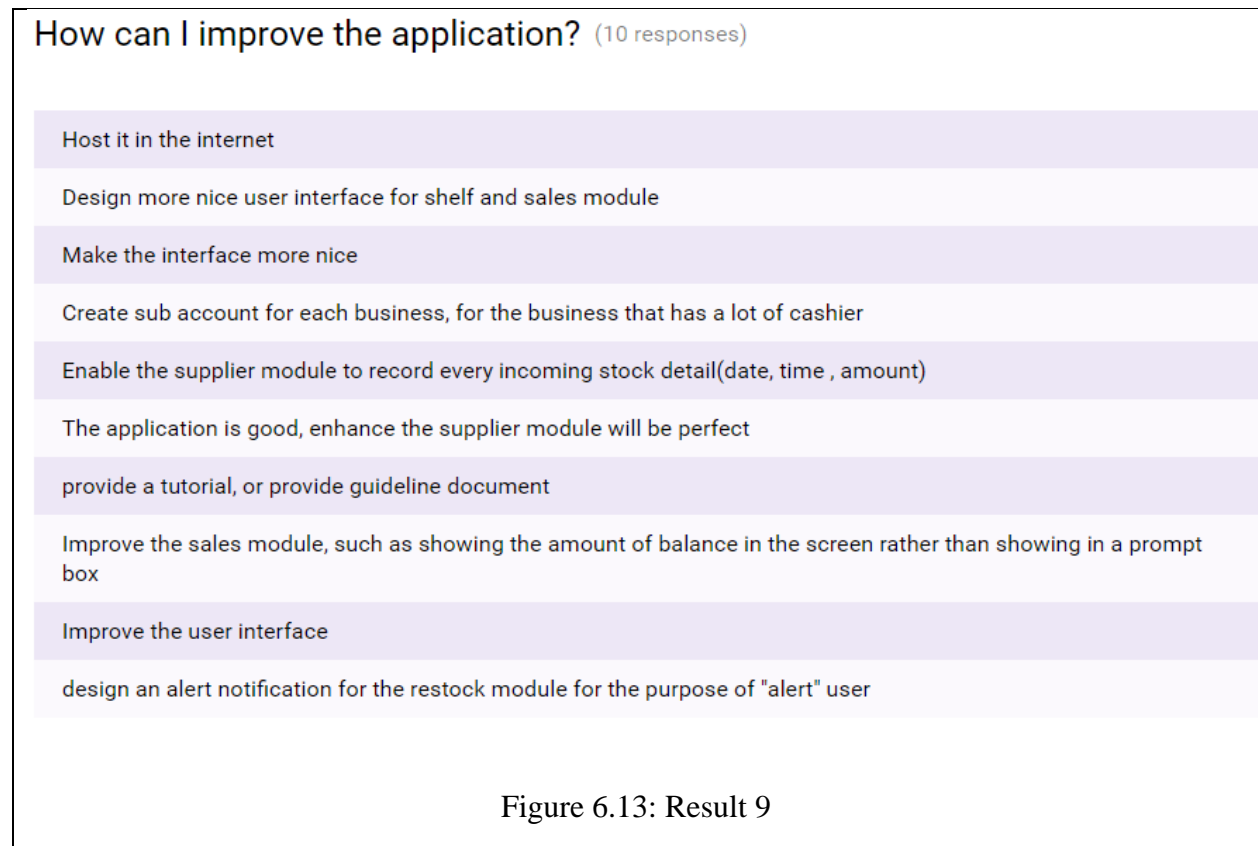 How can I improve the application? (10 responses)
Host it in the internet
Design more nice user interface for shelf and sales module
Make the interface more nice
Create sub account for each business, for the business that has a lot of cashier
Enable the supplier module to record every incoming stock detail(date, time , amount)
The application is good, enhance the supplier module will be perfect
provide a tutorial, or provide guideline document
Improve the sales module, such as showing the amount of balance in the screen rather than showing in a prompt
box
Improve the user interface
design an alert notification for the restock module for the purpose of "alert" user
Figure 6.13: Result 9